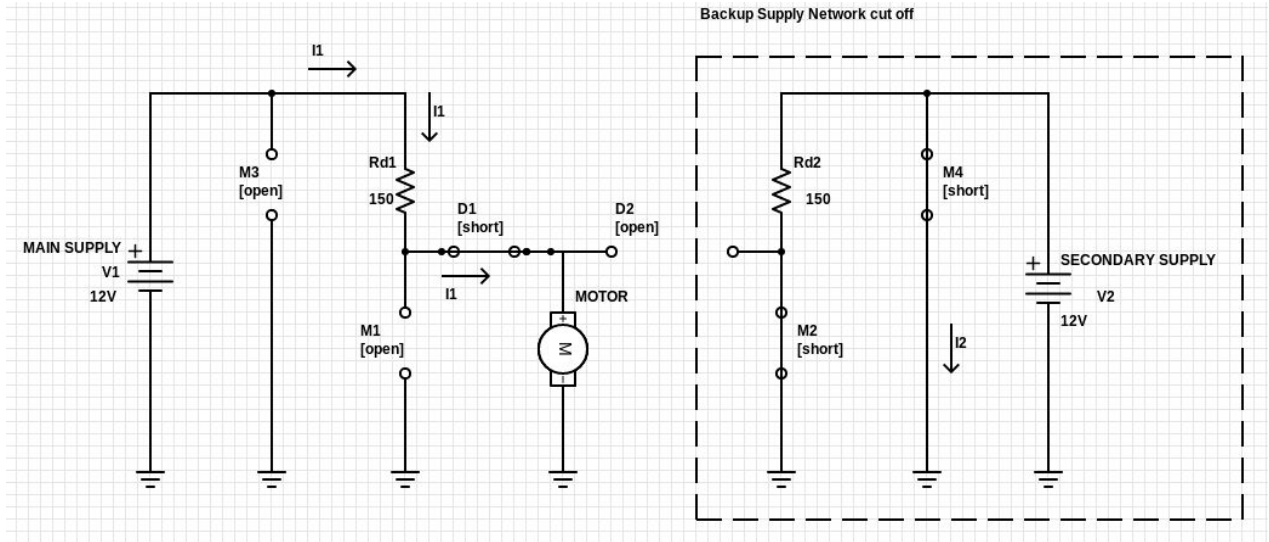 Backup Supply Network cut off
I1
I1
M3
[open]
Rd1
150
D1
[short]
D2
[open]
Rd2
150
M4
[short]
MAIN SUPPLY
+
V1
12V
I1
MOTOR
+
M
–
M1
[open]
M2
[short]
I2
+
SECONDARY SUPPLY
V2
12V